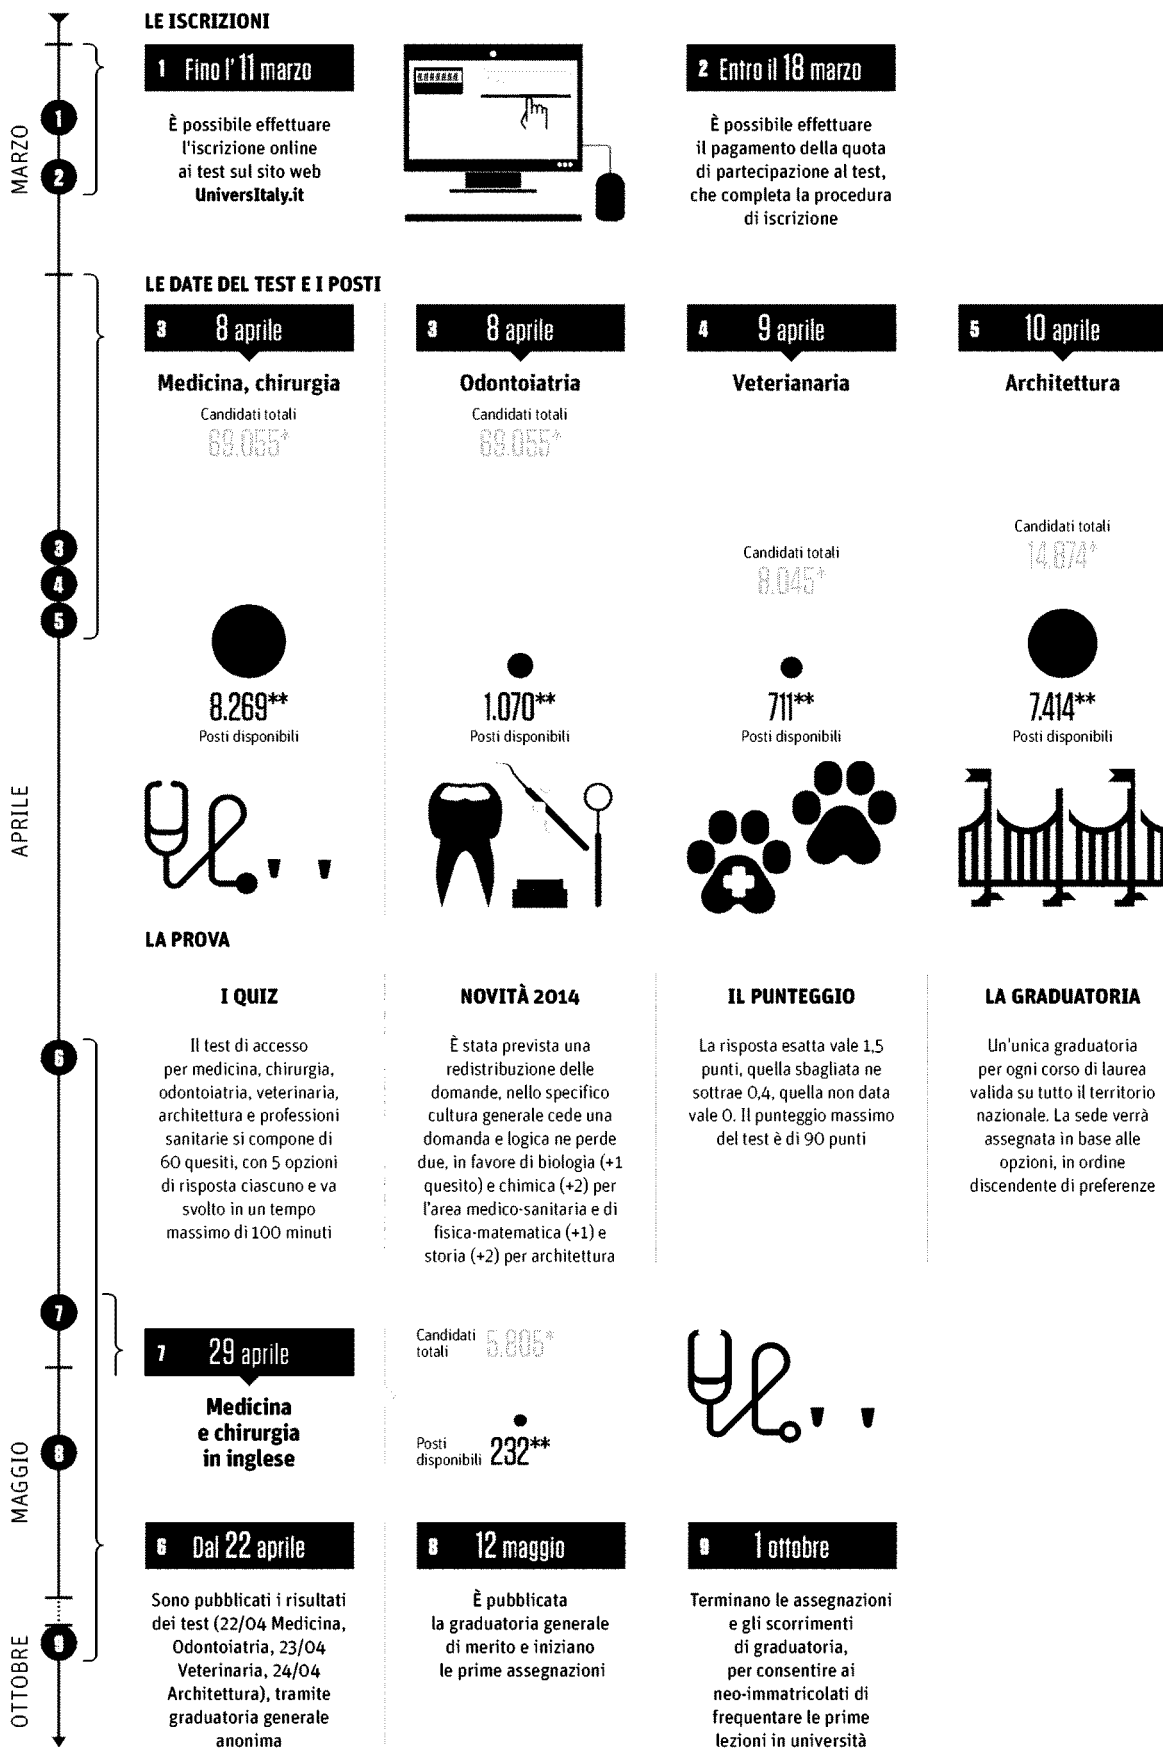 LE ISCRIZIONI
1 Fino l' 11 marzo
È possibile effettuare
l'iscrizione online
ai test sul sito web
UniversItaly.it
2 Entro il 18 marzo
È possibile effettuare
il pagamento della quota
di partecipazione al test,
che completa la procedura
di iscrizione
MARZO
1
2
LE DATE DEL TEST E I POSTI
3 8 aprile
Medicina, chirurgia
Candidati totali
69.055*
8.269**
Posti disponibili
3 8 aprile
Odontoiatria
Candidati totali
69.055*
1.070**
Posti disponibili
4 9 aprile
Veterianaria
Candidati totali
8.045*
711**
Posti disponibili
5 10 aprile
Architettura
Candidati totali
14.874*
7.414**
Posti disponibili
3
4
5
APRILE
LA PROVA
I QUIZ
Il test di accesso
per medicina, chirurgia,
odontoiatria, veterinaria,
architettura e professioni
sanitarie si compone di
60 quesiti, con 5 opzioni
di risposta ciascuno e va
svolto in un tempo
massimo di 100 minuti
NOVITÀ 2014
È stata prevista una
redistribuzione delle
domande, nello specifico
cultura generale cede una
domanda e logica ne perde
due, in favore di biologia (+1
quesito) e chimica (+2) per
l'area medico-sanitaria e di
fisica-matematica (+1) e
storia (+2) per architettura
IL PUNTEGGIO
La risposta esatta vale 1,5
punti, quella sbagliata ne
sottrae 0,4, quella non data
vale 0. Il punteggio massimo
del test è di 90 punti
LA GRADUATORIA
Un'unica graduatoria
per ogni corso di laurea
valida su tutto il territorio
nazionale. La sede verrà
assegnata in base alle
opzioni, in ordine
discendente di preferenze
6
7
7 29 aprile
Medicina
e chirurgia
in inglese
Candidati
totali 5.805*
Posti
disponibili 232**
8
MAGGIO
6 Dal 22 aprile
Sono pubblicati i risultati
dei test (22/04 Medicina,
Odontoiatria, 23/04
Veterinaria, 24/04
Architettura), tramite
graduatoria generale
anonima
8 12 maggio
È pubblicata
la graduatoria generale
di merito e iniziano
le prime assegnazioni
9 1 ottobre
Terminano le assegnazioni
e gli scorrimenti
di graduatoria,
per consentire ai
neo-immatricolati di
frequentare le prime
lezioni in università
9
OTTOBRE